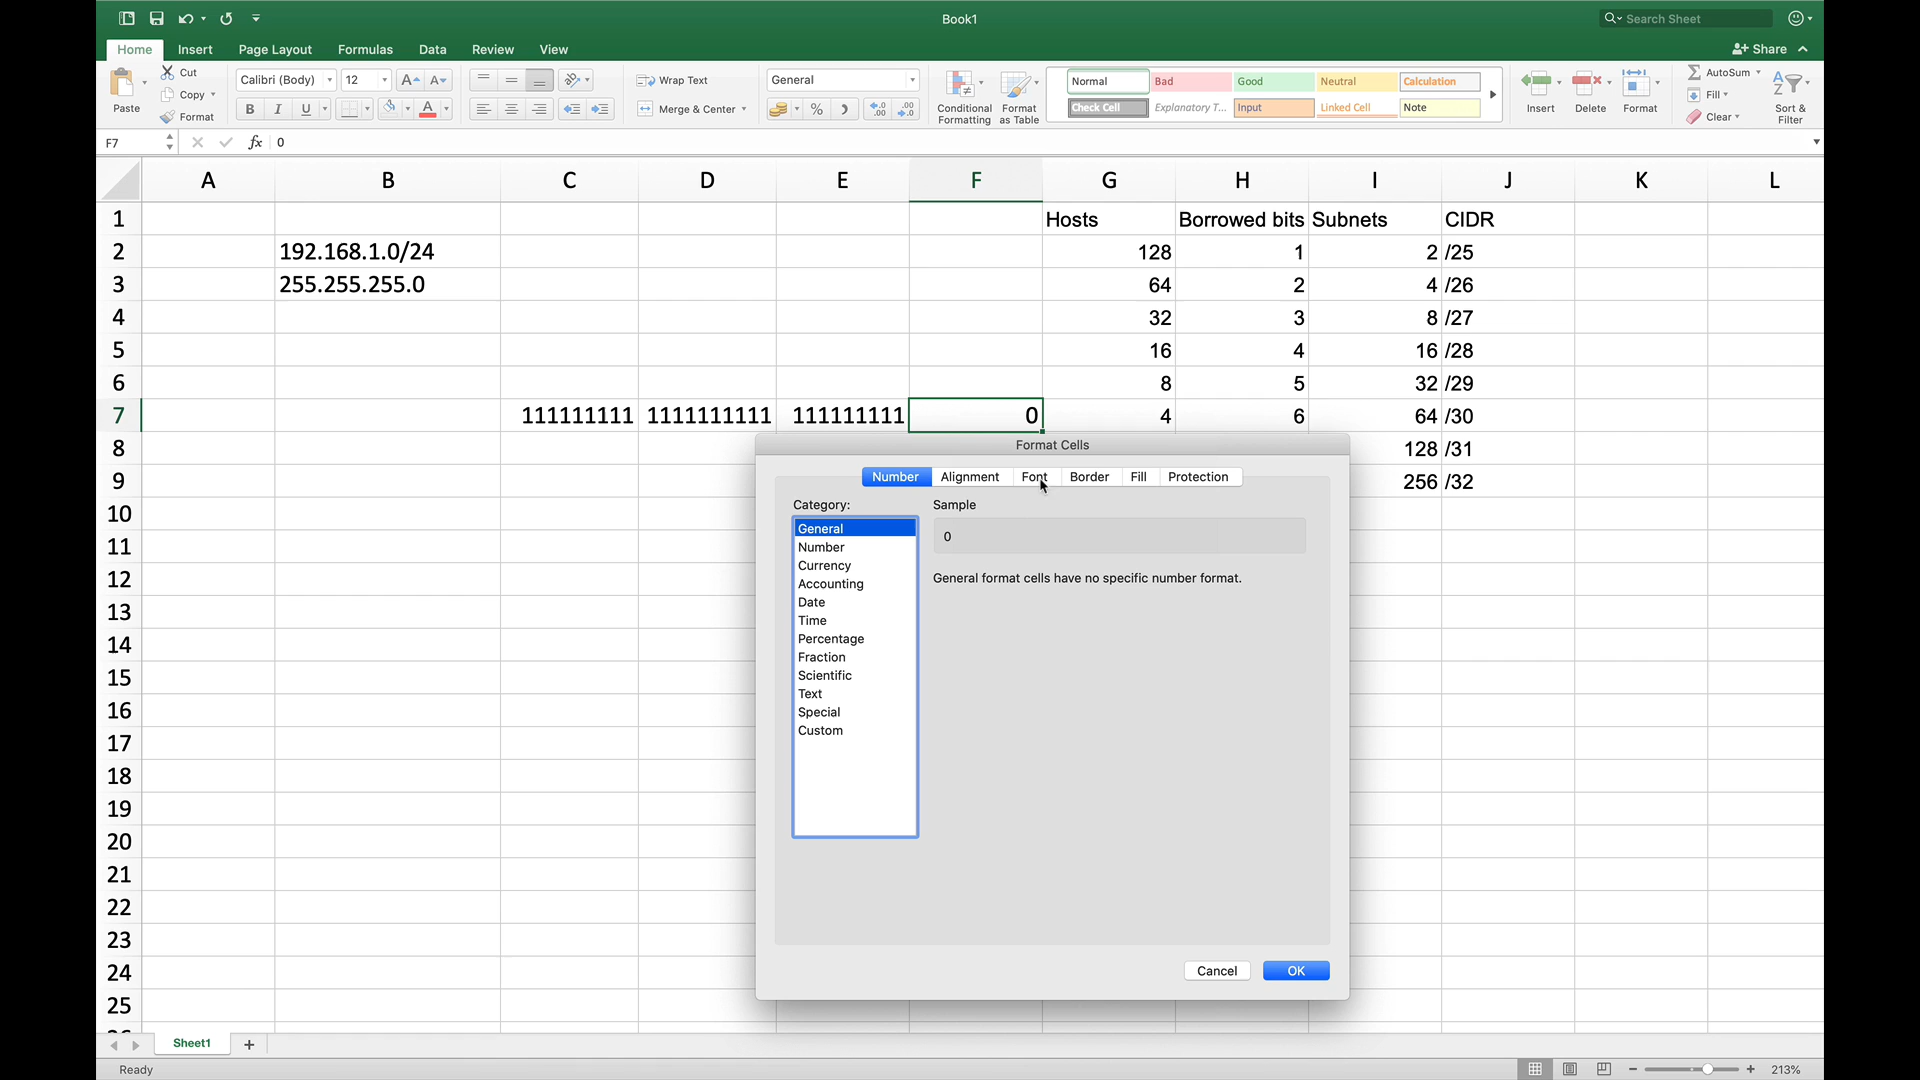 Book1
Search Sheet
Home Insert Page Layout Formulas Data Review View
Share
Paste
Cut
Copy
Format
Calibri (Body) 12
A A
B I U
A
Wrap Text
Merge & Center
General
%
Conditional Formatting
Format as Table
Normal Bad Good Neutral Calculation
Check Cell Explanatory T... Input Linked Cell Note
Insert Delete Format
AutoSum
Fill
Clear
Sort & Filter
F7 fx 0
A B C D E F G H I J K L
1 Hosts Borrowed bits Subnets CIDR
2 192.168.1.0/24 128 1 2 /25
3 255.255.255.0 64 2 4 /26
4 32 3 8 /27
5 16 4 16 /28
6 8 5 32 /29
7 111111111 1111111111 111111111 0 4 6 64 /30
8 128 /31
9 256 /32
10
11
12
13
14
15
16
17
18
19
20
21
22
23
24
25
Format Cells
Number Alignment Font Border Fill Protection
Category:
General
Number
Currency
Accounting
Date
Time
Percentage
Fraction
Scientific
Text
Special
Custom
Sample
0
General format cells have no specific number format.
Cancel OK
Sheet1 +
Ready
213%